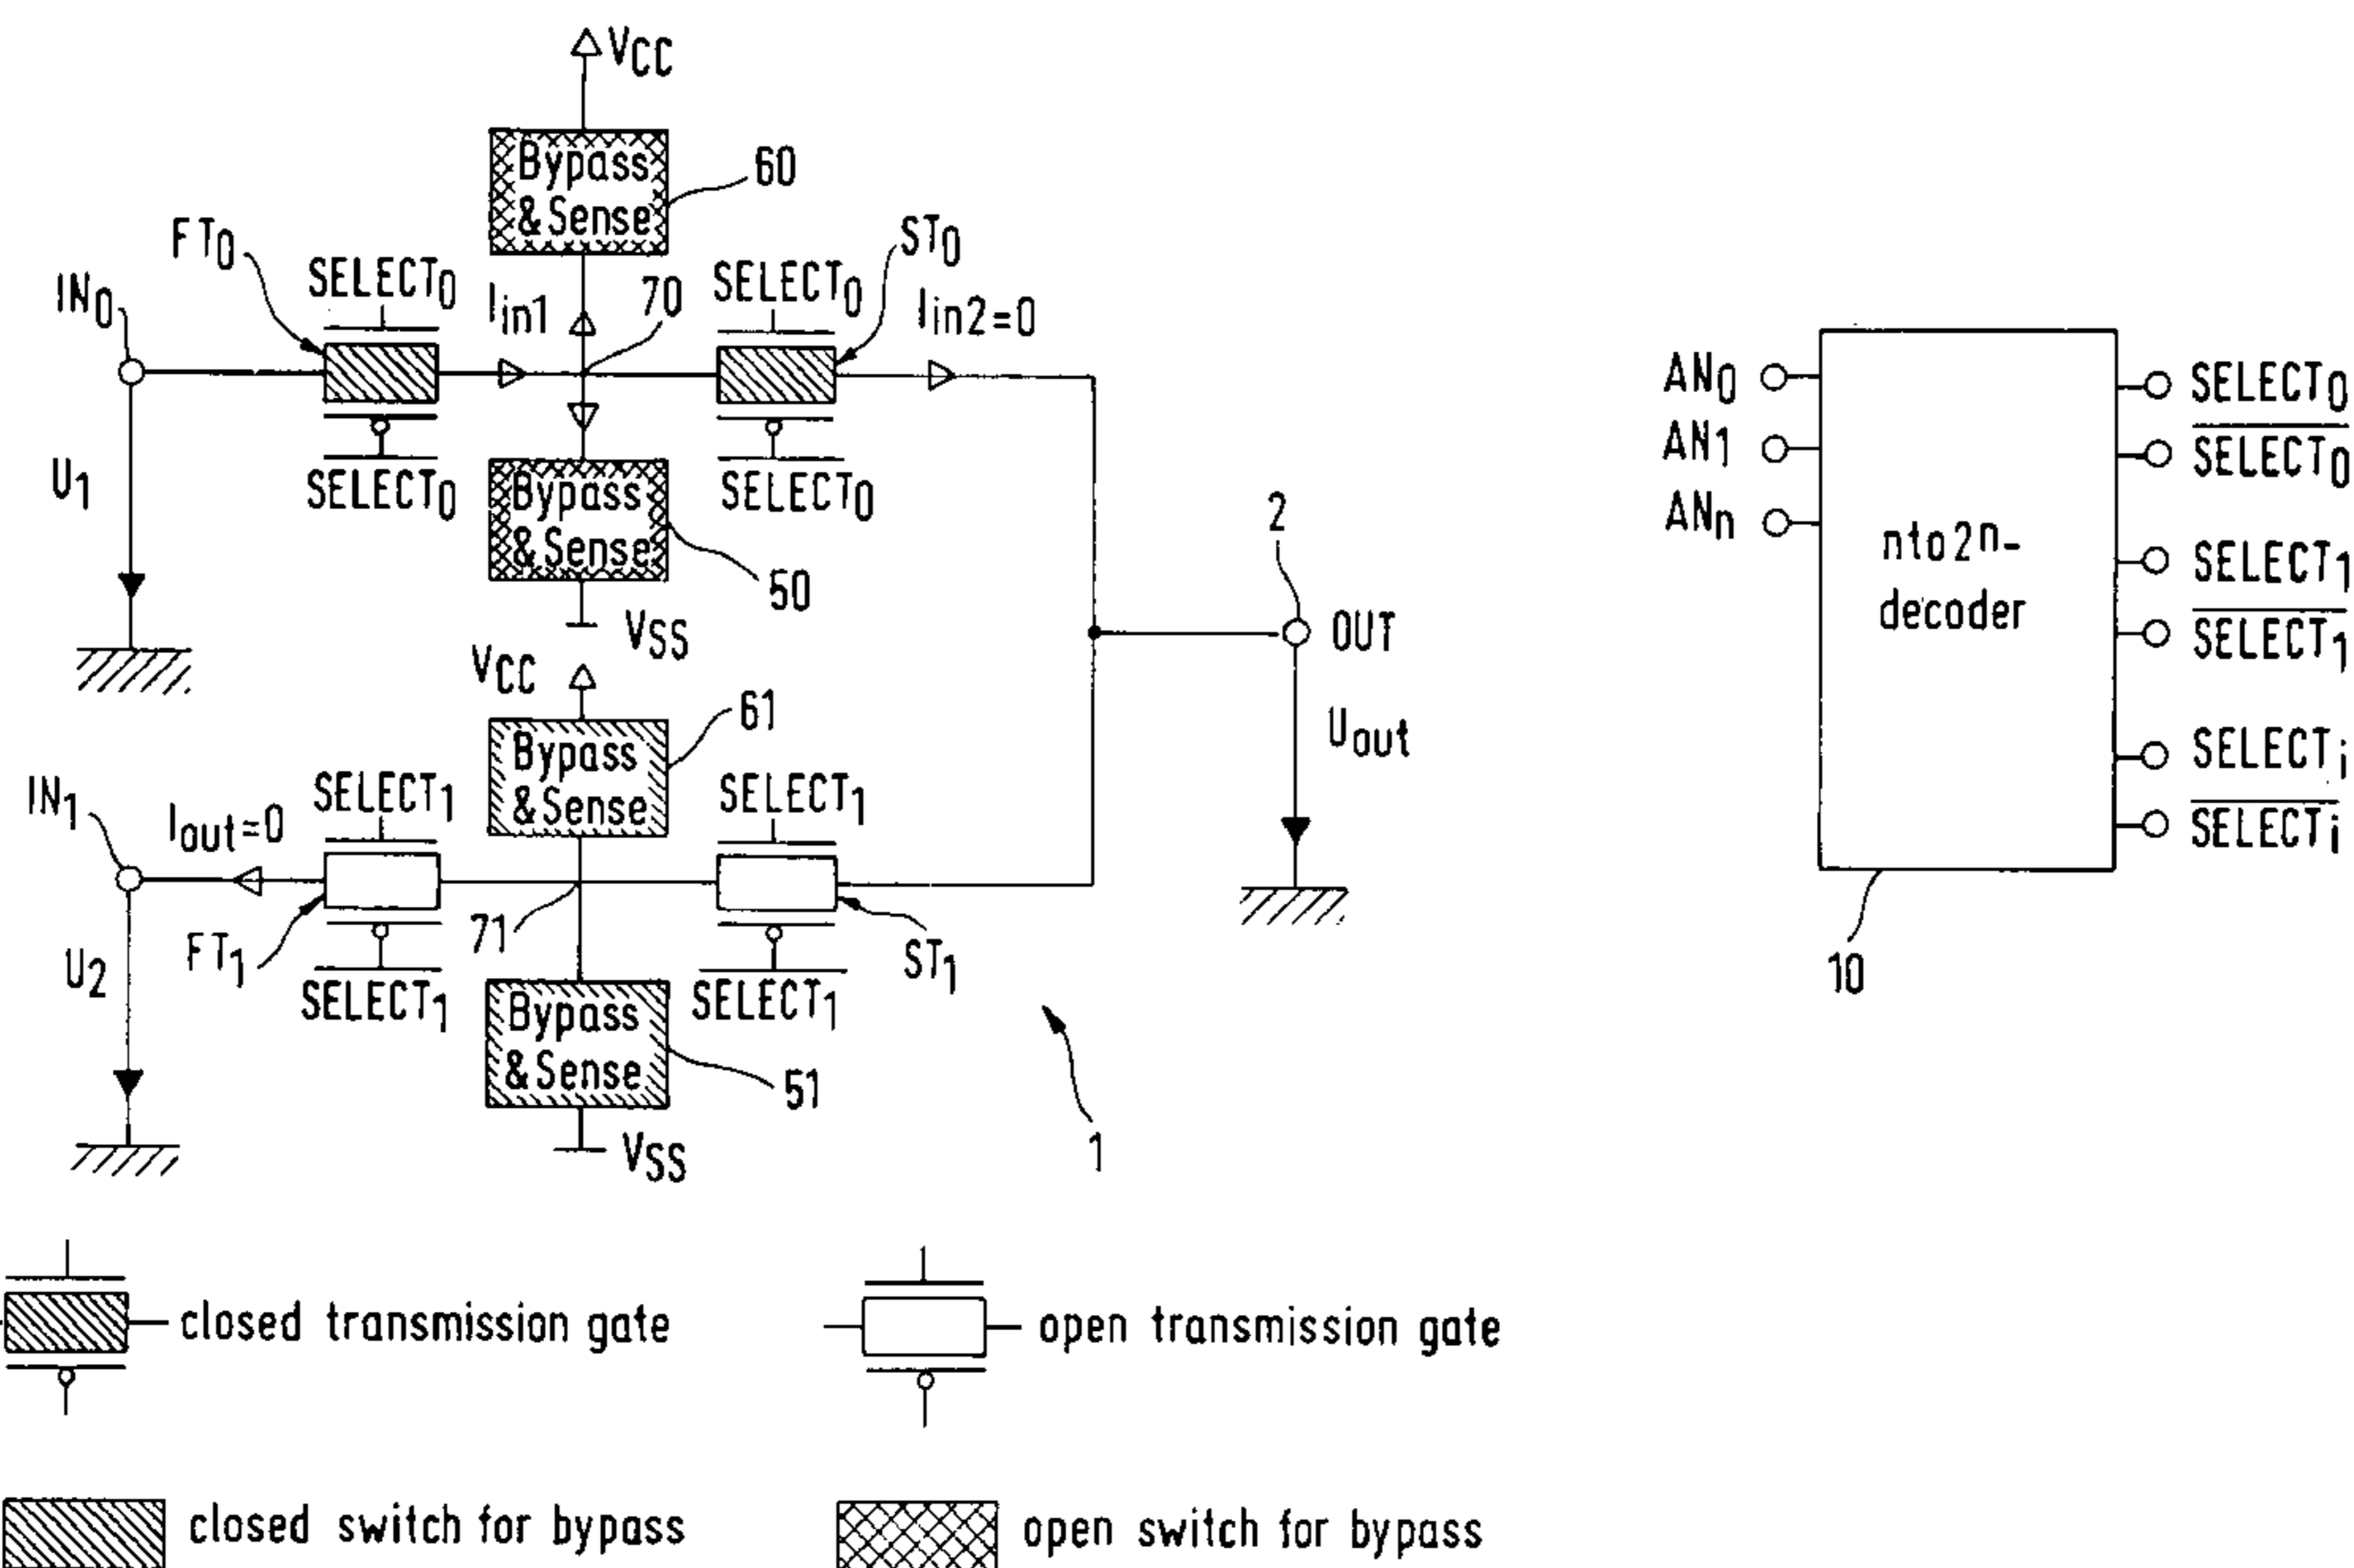 VCC
Bypass
& Sense
60
FT0
SELECT0
IN0
Iin1
70
SELECT0
ST0
Iin2=0
U1
SELECT0
Bypass
& Sense
SELECT0
50
VSS
VCC
2
OUT
Uout
61
Bypass
& Sense
IN1
Iout=0
SELECT1
SELECT1
71
FT1
U2
SELECT1
SELECT1
ST1
Bypass
& Sense
51
VSS
1
AN0
AN1
ANn
nto2n-
decoder
SELECT0
SELECT0
SELECT1
SELECT1
SELECTi
SELECTi
10
closed transmission gate
open transmission gate
closed switch for bypass
open switch for bypass